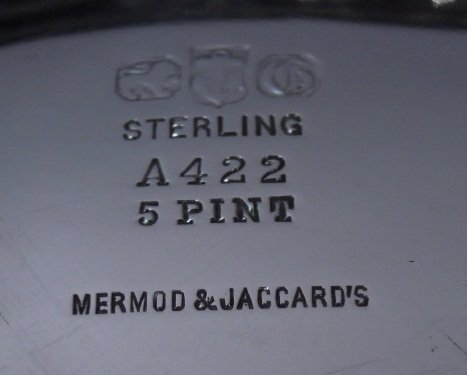 STERLING
A422
5 PINT
MERMOD & JACCARD'S